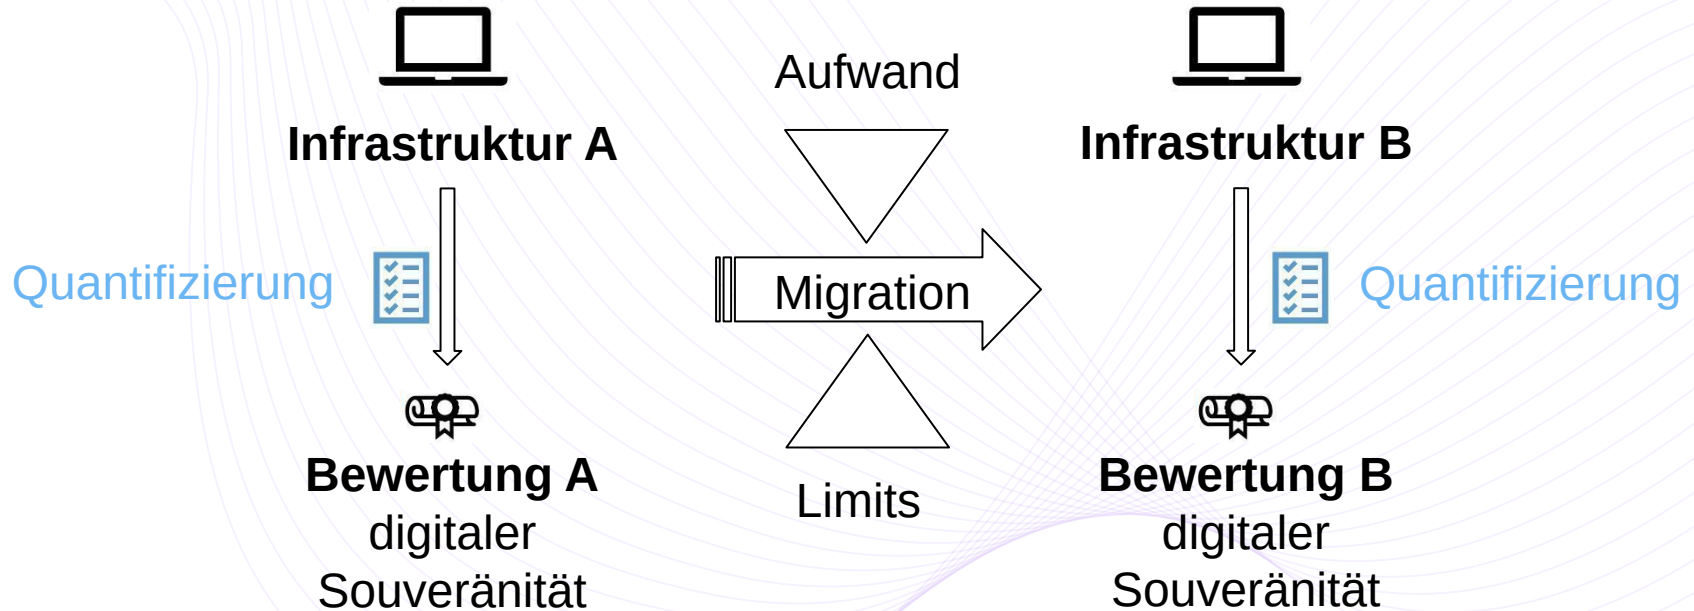 Aufwand
Infrastruktur A
Infrastruktur B
Quantifizierung
Migration
Quantifizierung
Bewertung A
digitaler
Souveränität
Limits
Bewertung B
digitaler
Souveränität